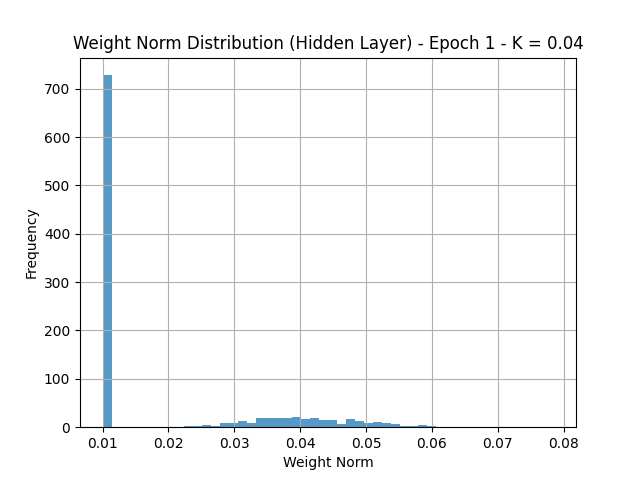 Weight Norm Distribution (Hidden Layer) - Epoch 1 - K = 0.04
700
600
500
400
300
200
100
0
Frequency
0.01 0.02 0.03 0.04 0.05 0.06 0.07 0.08
Weight Norm